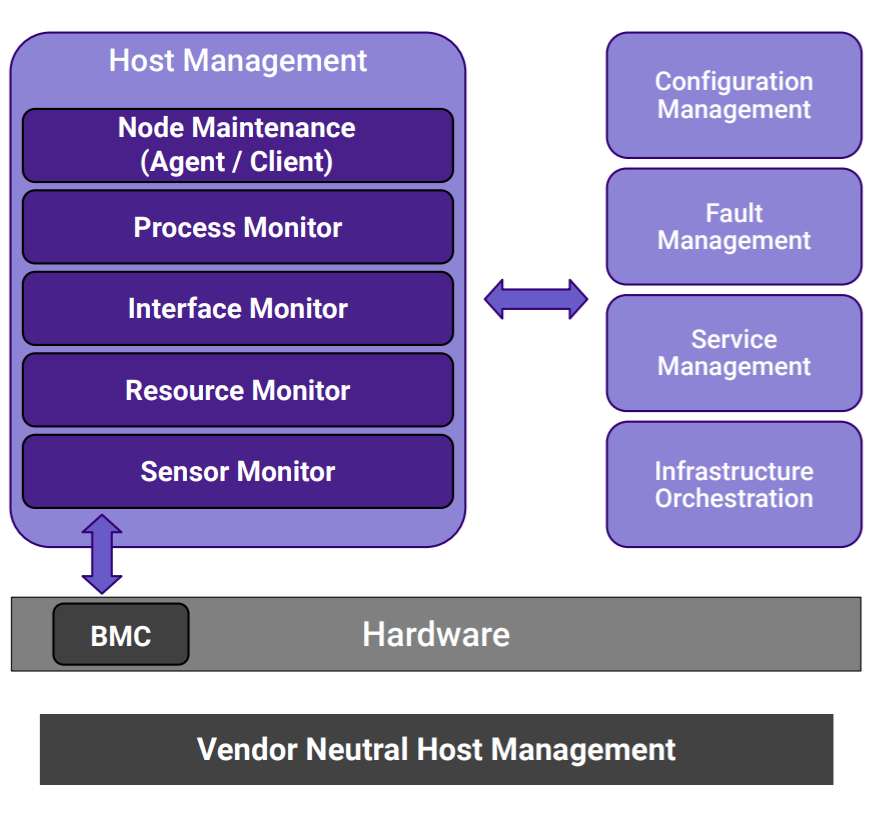 Host Management
Node Maintenance
(Agent / Client)
Process Monitor
Interface Monitor
Resource Monitor
Sensor Monitor
Configuration
Management
Fault
Management
Service
Management
Infrastructure
Orchestration
BMC
Hardware
Vendor Neutral Host Management